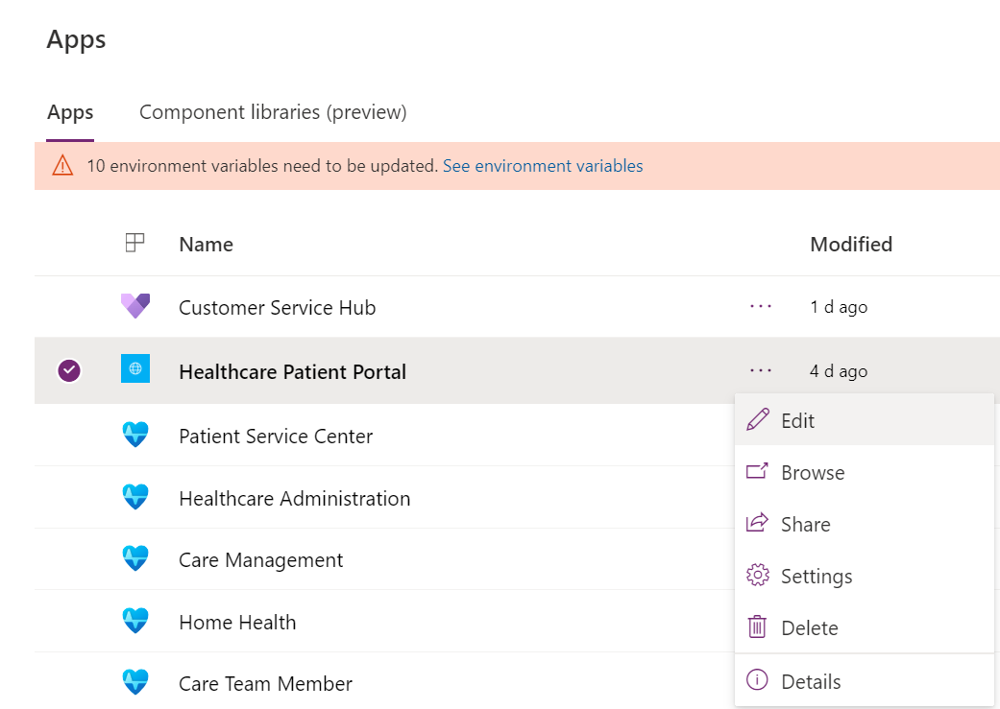 Apps
Apps Component libraries (preview)
10 environment variables need to be updated. See environment variables
Name Modified
Customer Service Hub ... 1 d ago
Healthcare Patient Portal ... 4 d ago
Edit
Patient Service Center
Browse
Healthcare Administration
Share
Care Management
Settings
Home Health
Delete
Care Team Member
Details